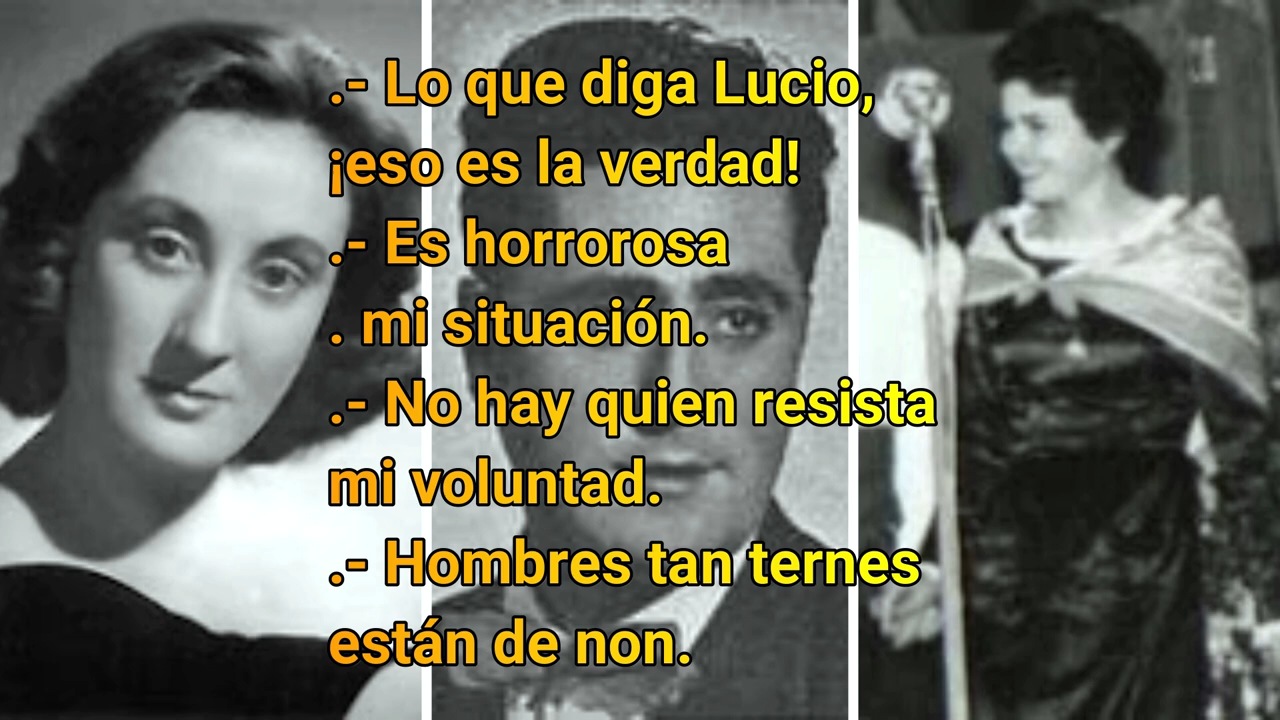 .- Lo que diga Lucio,
¡eso es la verdad!
.- Es horrorosa
. mi situación.
.- No hay quien resista
mi voluntad.
.- Hombres tan ternes
están de non.